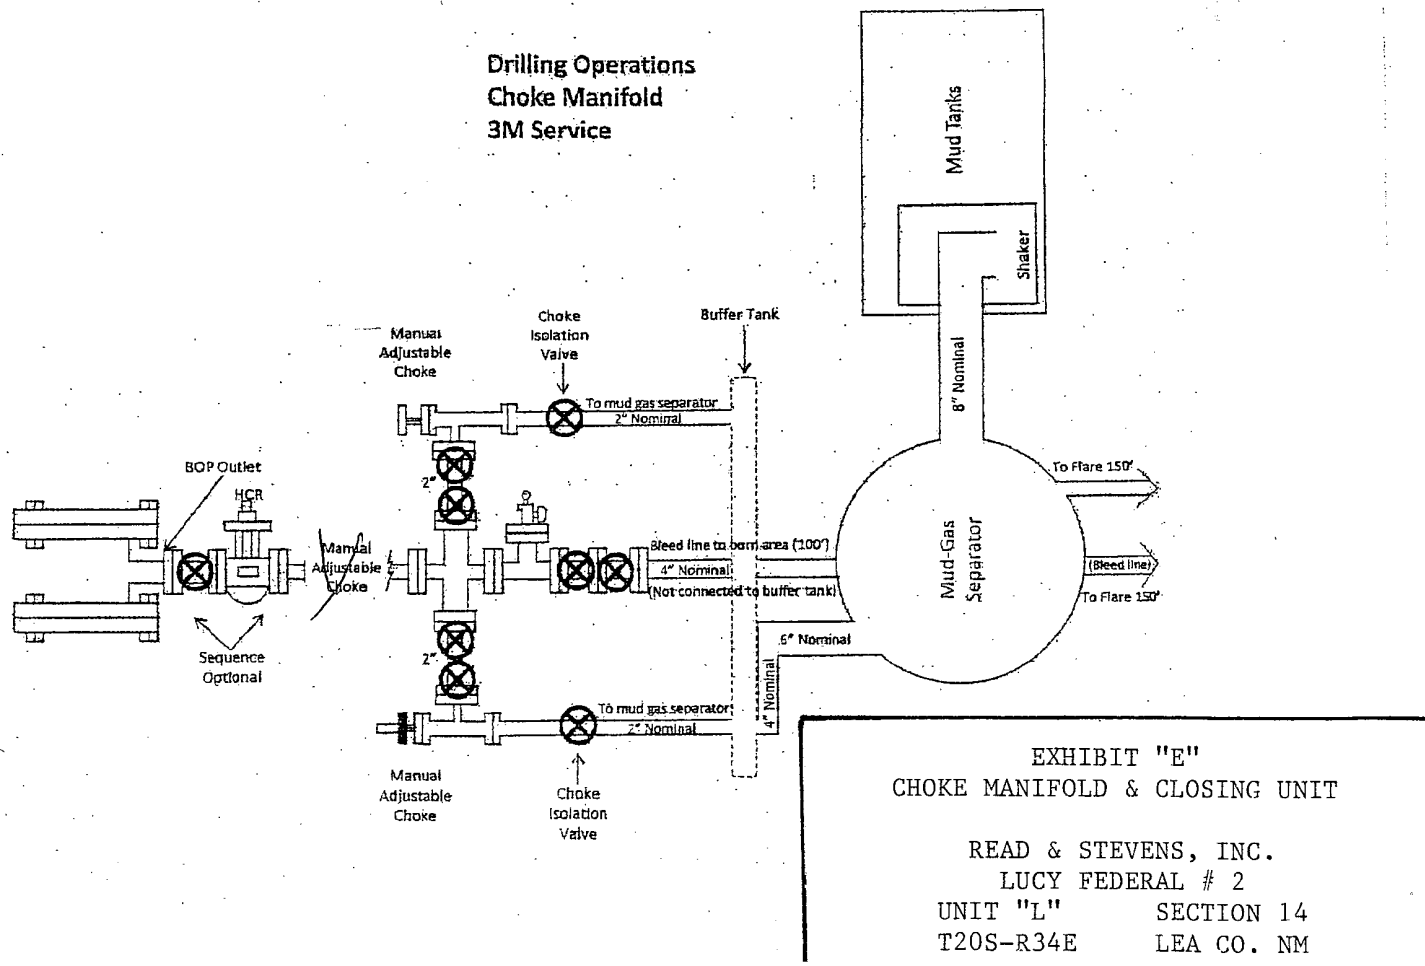 Drilling Operations
Choke Manifold
3M Service
Mud Tanks
Shaker
8" Nominal
Manual
Adjustable
Choke
Choke
Isolation
Valve
Buffer Tank
To mud gas separator
2" Nominal
BOP Outlet
HCR
2"
Manual
Adjustable
Choke
Bleed line to burn area (100')
4" Nominal
(Not connected to buffer tank)
Mud-Gas
Separator
To Flare 150'
(Bleed line)
To Flare 150'
Sequence
Optional
2"
6" Nominal
4" Nominal
To mud gas separator
2" Nominal
Manual
Adjustable
Choke
Choke
Isolation
Valve
EXHIBIT "E"
CHOKE MANIFOLD & CLOSING UNIT
READ & STEVENS, INC.
LUCY FEDERAL # 2
UNIT "L" SECTION 14
T20S-R34E LEA CO. NM